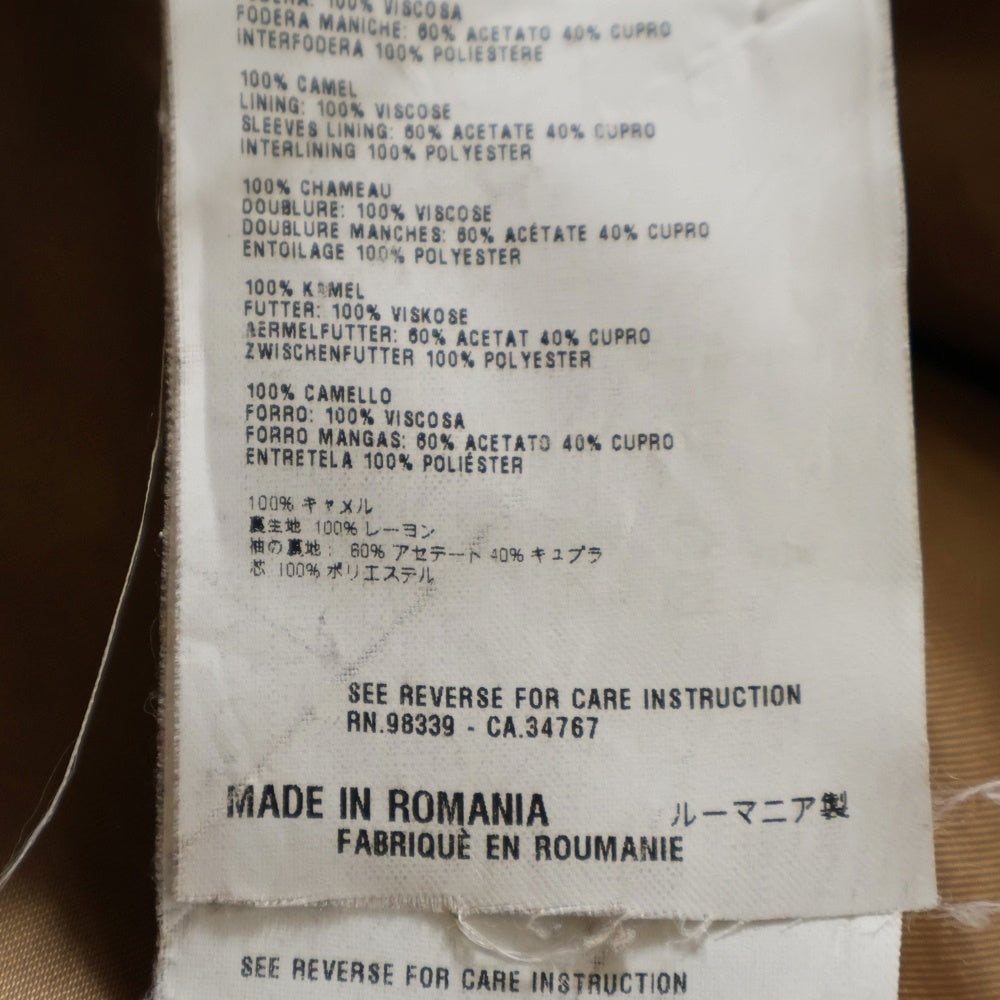 FODERA: 100% VISCOSA
FODERA MANICHE: 60% ACETATO 40% CUPRO
INTERFODERA 100% POLIESTERE
100% CAMEL
LINING: 100% VISCOSE
SLEEVES LINING: 60% ACETATE 40% CUPRO
INTERLINING 100% POLYESTER
100% CHAMEAU
DOUBLURE: 100% VISCOSE
DOUBLURE MANCHES: 60% ACÉTATE 40% CUPRO
ENTOILAGE 100% POLYESTER
100% KAMEL
FUTTER: 100% VISKOSE
AERMELFUTTER: 60% ACETAT 40% CUPRO
ZWISCHENFUTTER 100% POLYESTER
100% CAMELLO
FORRO: 100% VISCOSA
FORRO MANGAS: 60% ACETATO 40% CUPRO
ENTRETELA 100% POLIÉSTER
100% キャメル
裏生地 100% レーヨン
袖の裏地: 60% アセテート 40% キュプラ
芯 100% ポリエステル
SEE REVERSE FOR CARE INSTRUCTION
RN.98339 - CA.34767
MADE IN ROMANIA ルーマニア製
FABRIQUÈ EN ROUMANIE
SEE REVERSE FOR CARE INSTRUCTION